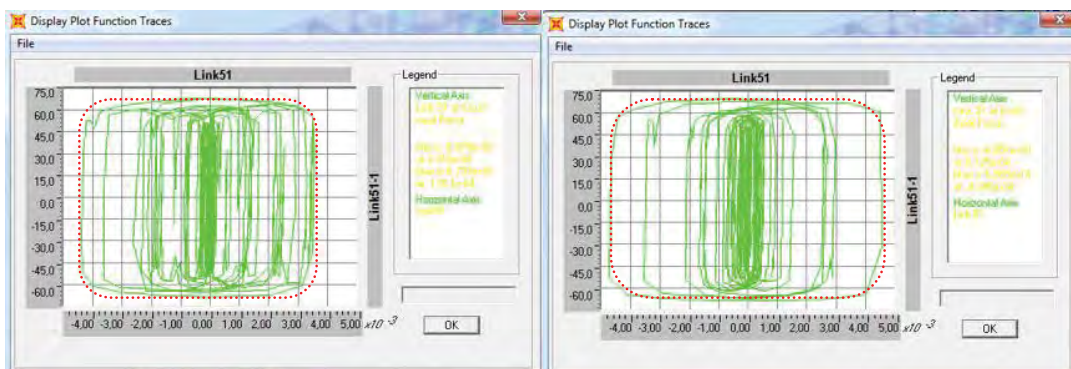 Display Plot Function Traces
File
Link51
Legend
Vertical Axis
Horizontal Axis
75,0
60,0
45,0
30,0
15,0
0,0
-15,0
-30,0
-45,0
-60,0
Link51-1
-4,00 -3,00 -2,00 -1,00 0,00 1,00 2,00 3,00 4,00 5,00 x10 -3
OK
Display Plot Function Traces
File
Link51
Legend
Vertical Axis
Horizontal Axis
75,0
60,0
45,0
30,0
15,0
0,0
-15,0
-30,0
-45,0
-60,0
Link51-1
-4,00 -3,00 -2,00 -1,00 0,00 1,00 2,00 3,00 4,00 5,00 x10 -3
OK